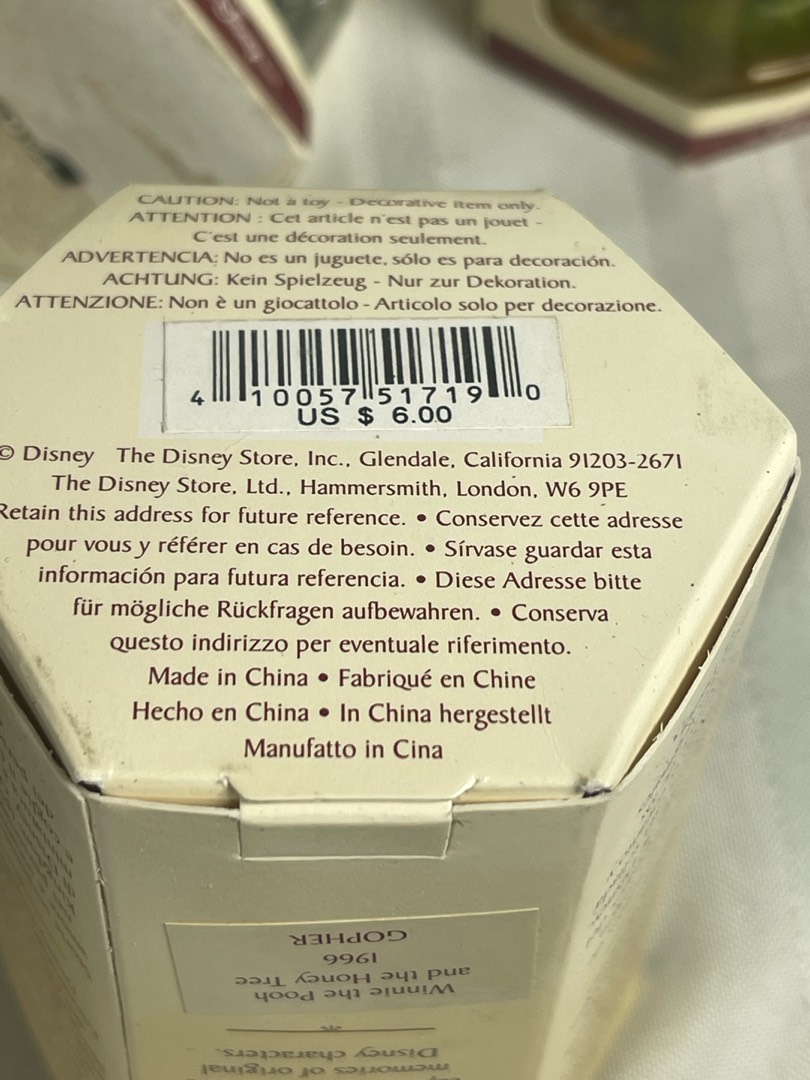 CAUTION: Not a toy - Decorative item only.
ATTENTION : Cet article n'est pas un jouet -
C'est une décoration seulement.
ADVERTENCIA: No es un juguete, sólo es para decoración.
ACHTUNG: Kein Spielzeug - Nur zur Dekoration.
ATTENZIONE: Non è un giocattolo - Articolo solo per decorazione.
4 10057 51719 0
US $ 6.00
© Disney The Disney Store, Inc., Glendale, California 91203-2671
The Disney Store, Ltd., Hammersmith, London, W6 9PE
Retain this address for future reference. • Conservez cette adresse
pour vous y référer en cas de besoin. • Sírvase guardar esta
información para futura referencia. • Diese Adresse bitte
für mögliche Rückfragen aufbewahren. • Conserva
questo indirizzo per eventuale riferimento.
Made in China • Fabriqué en Chine
Hecho en China • In China hergestellt
Manufatto in Cina
memories of original
Disney characters.
Winnie the Pooh
and the Honey Tree
1966
GOPHER